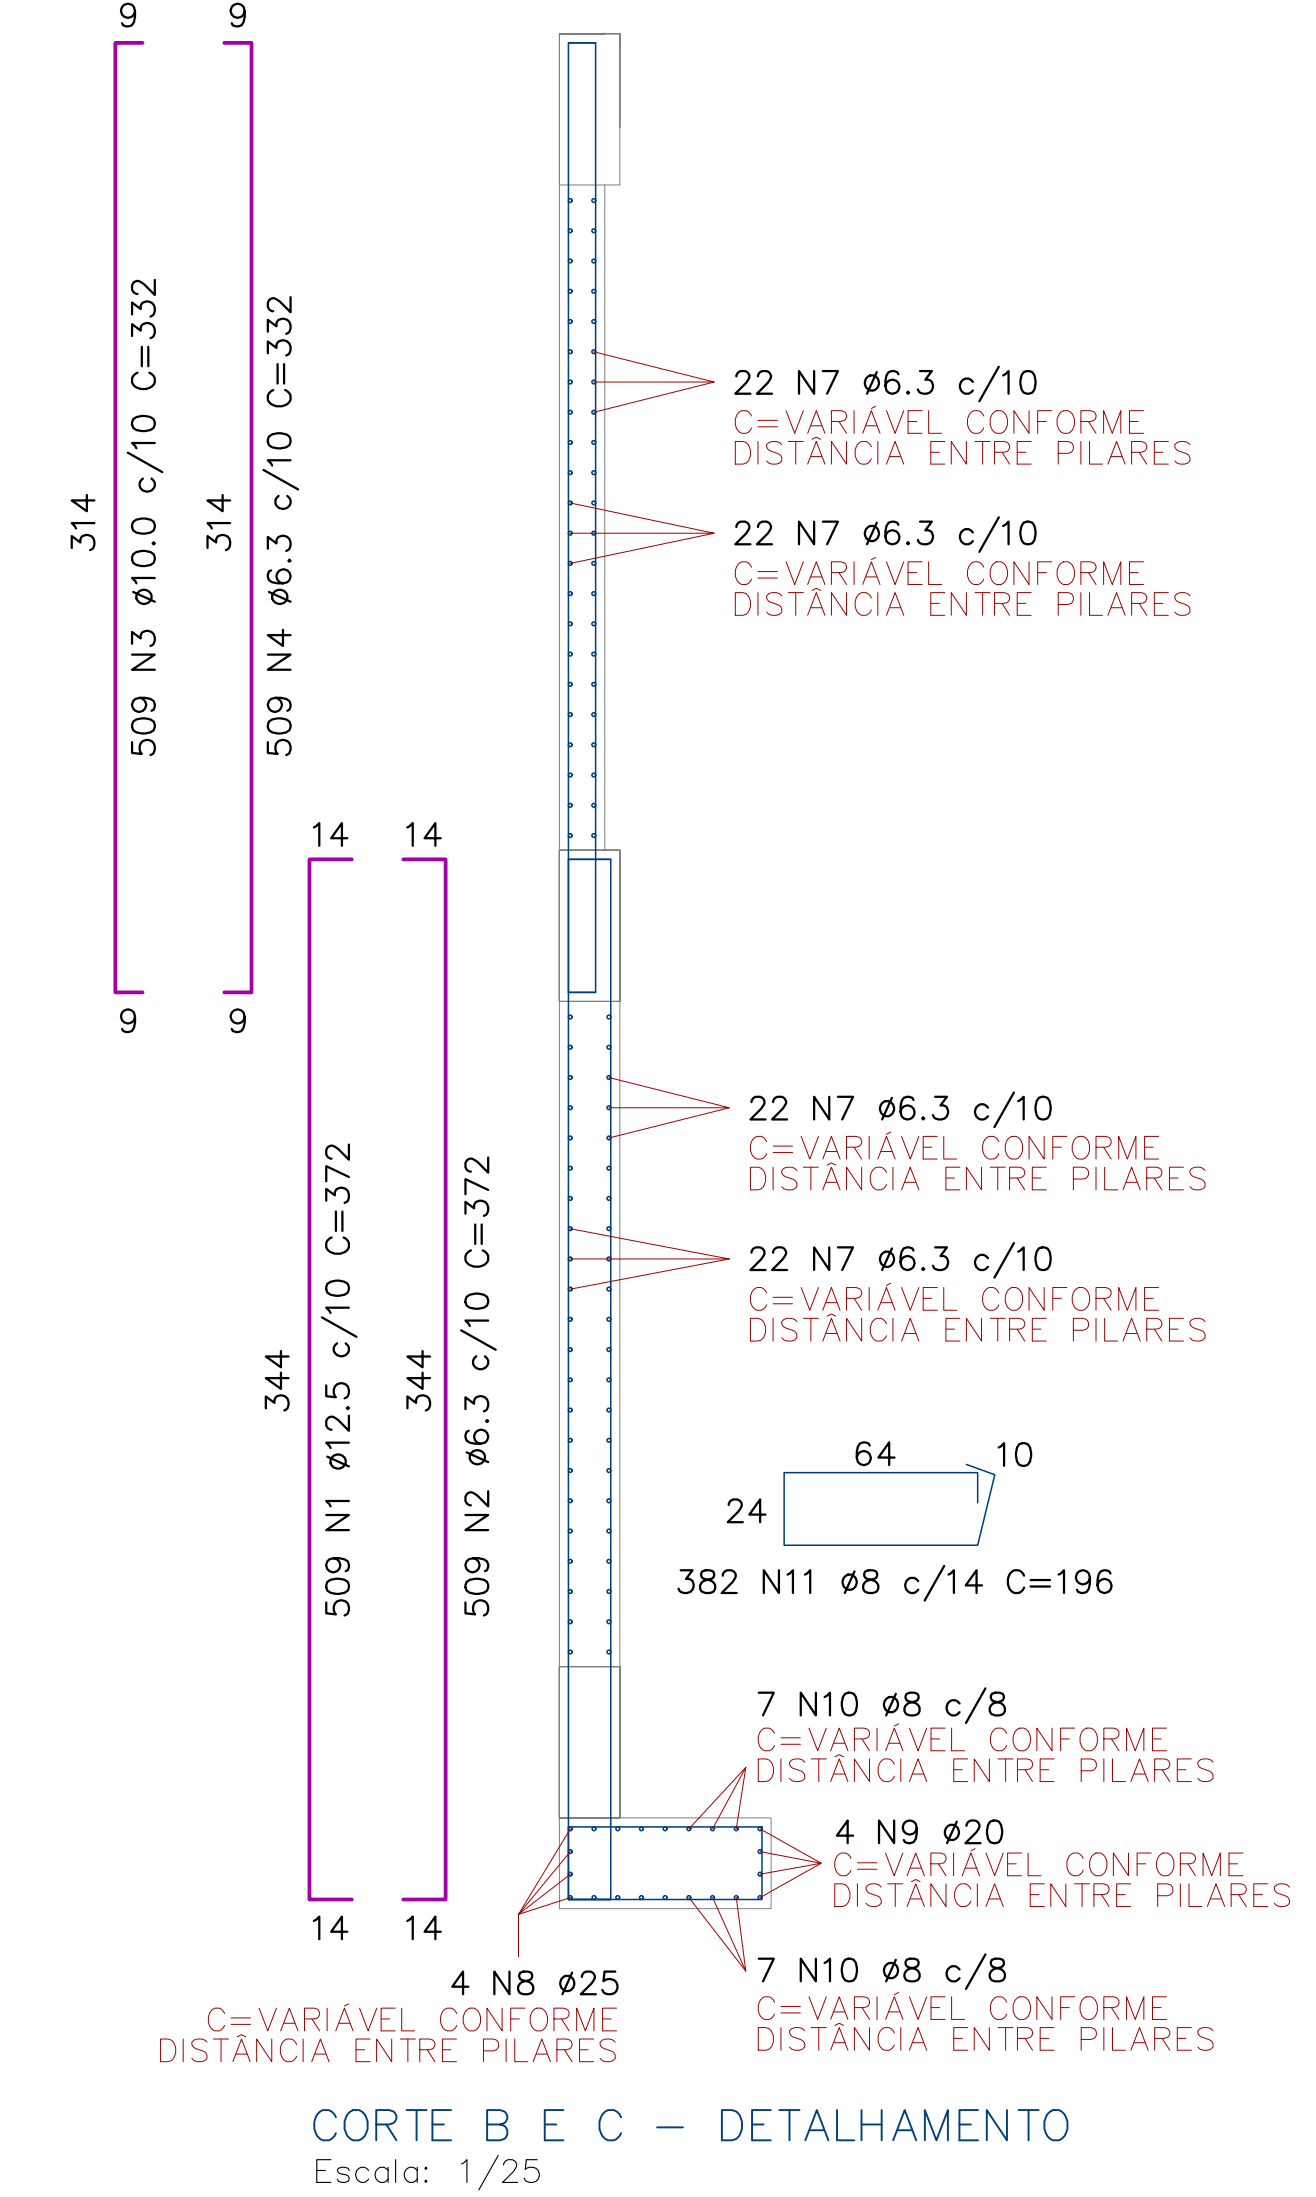 9
9
314
509 N3 ø10.0 c/10 C=332
314
509 N4 ø6.3 c/10 C=332
9
9
22 N7 ø6.3 c/10
C=VARIÁVEL CONFORME
DISTÂNCIA ENTRE PILARES
22 N7 ø6.3 c/10
C=VARIÁVEL CONFORME
DISTÂNCIA ENTRE PILARES
14
14
344
509 N1 ø12.5 c/10 C=372
344
509 N2 ø6.3 c/10 C=372
14
14
22 N7 ø6.3 c/10
C=VARIÁVEL CONFORME
DISTÂNCIA ENTRE PILARES
22 N7 ø6.3 c/10
C=VARIÁVEL CONFORME
DISTÂNCIA ENTRE PILARES
64
10
24
382 N11 ø8 c/14 C=196
7 N10 ø8 c/8
C=VARIÁVEL CONFORME
DISTÂNCIA ENTRE PILARES
4 N9 ø20
C=VARIÁVEL CONFORME
DISTÂNCIA ENTRE PILARES
7 N10 ø8 c/8
C=VARIÁVEL CONFORME
DISTÂNCIA ENTRE PILARES
4 N8 ø25
C=VARIÁVEL CONFORME
DISTÂNCIA ENTRE PILARES
CORTE B E C – DETALHAMENTO
Escala: 1/25